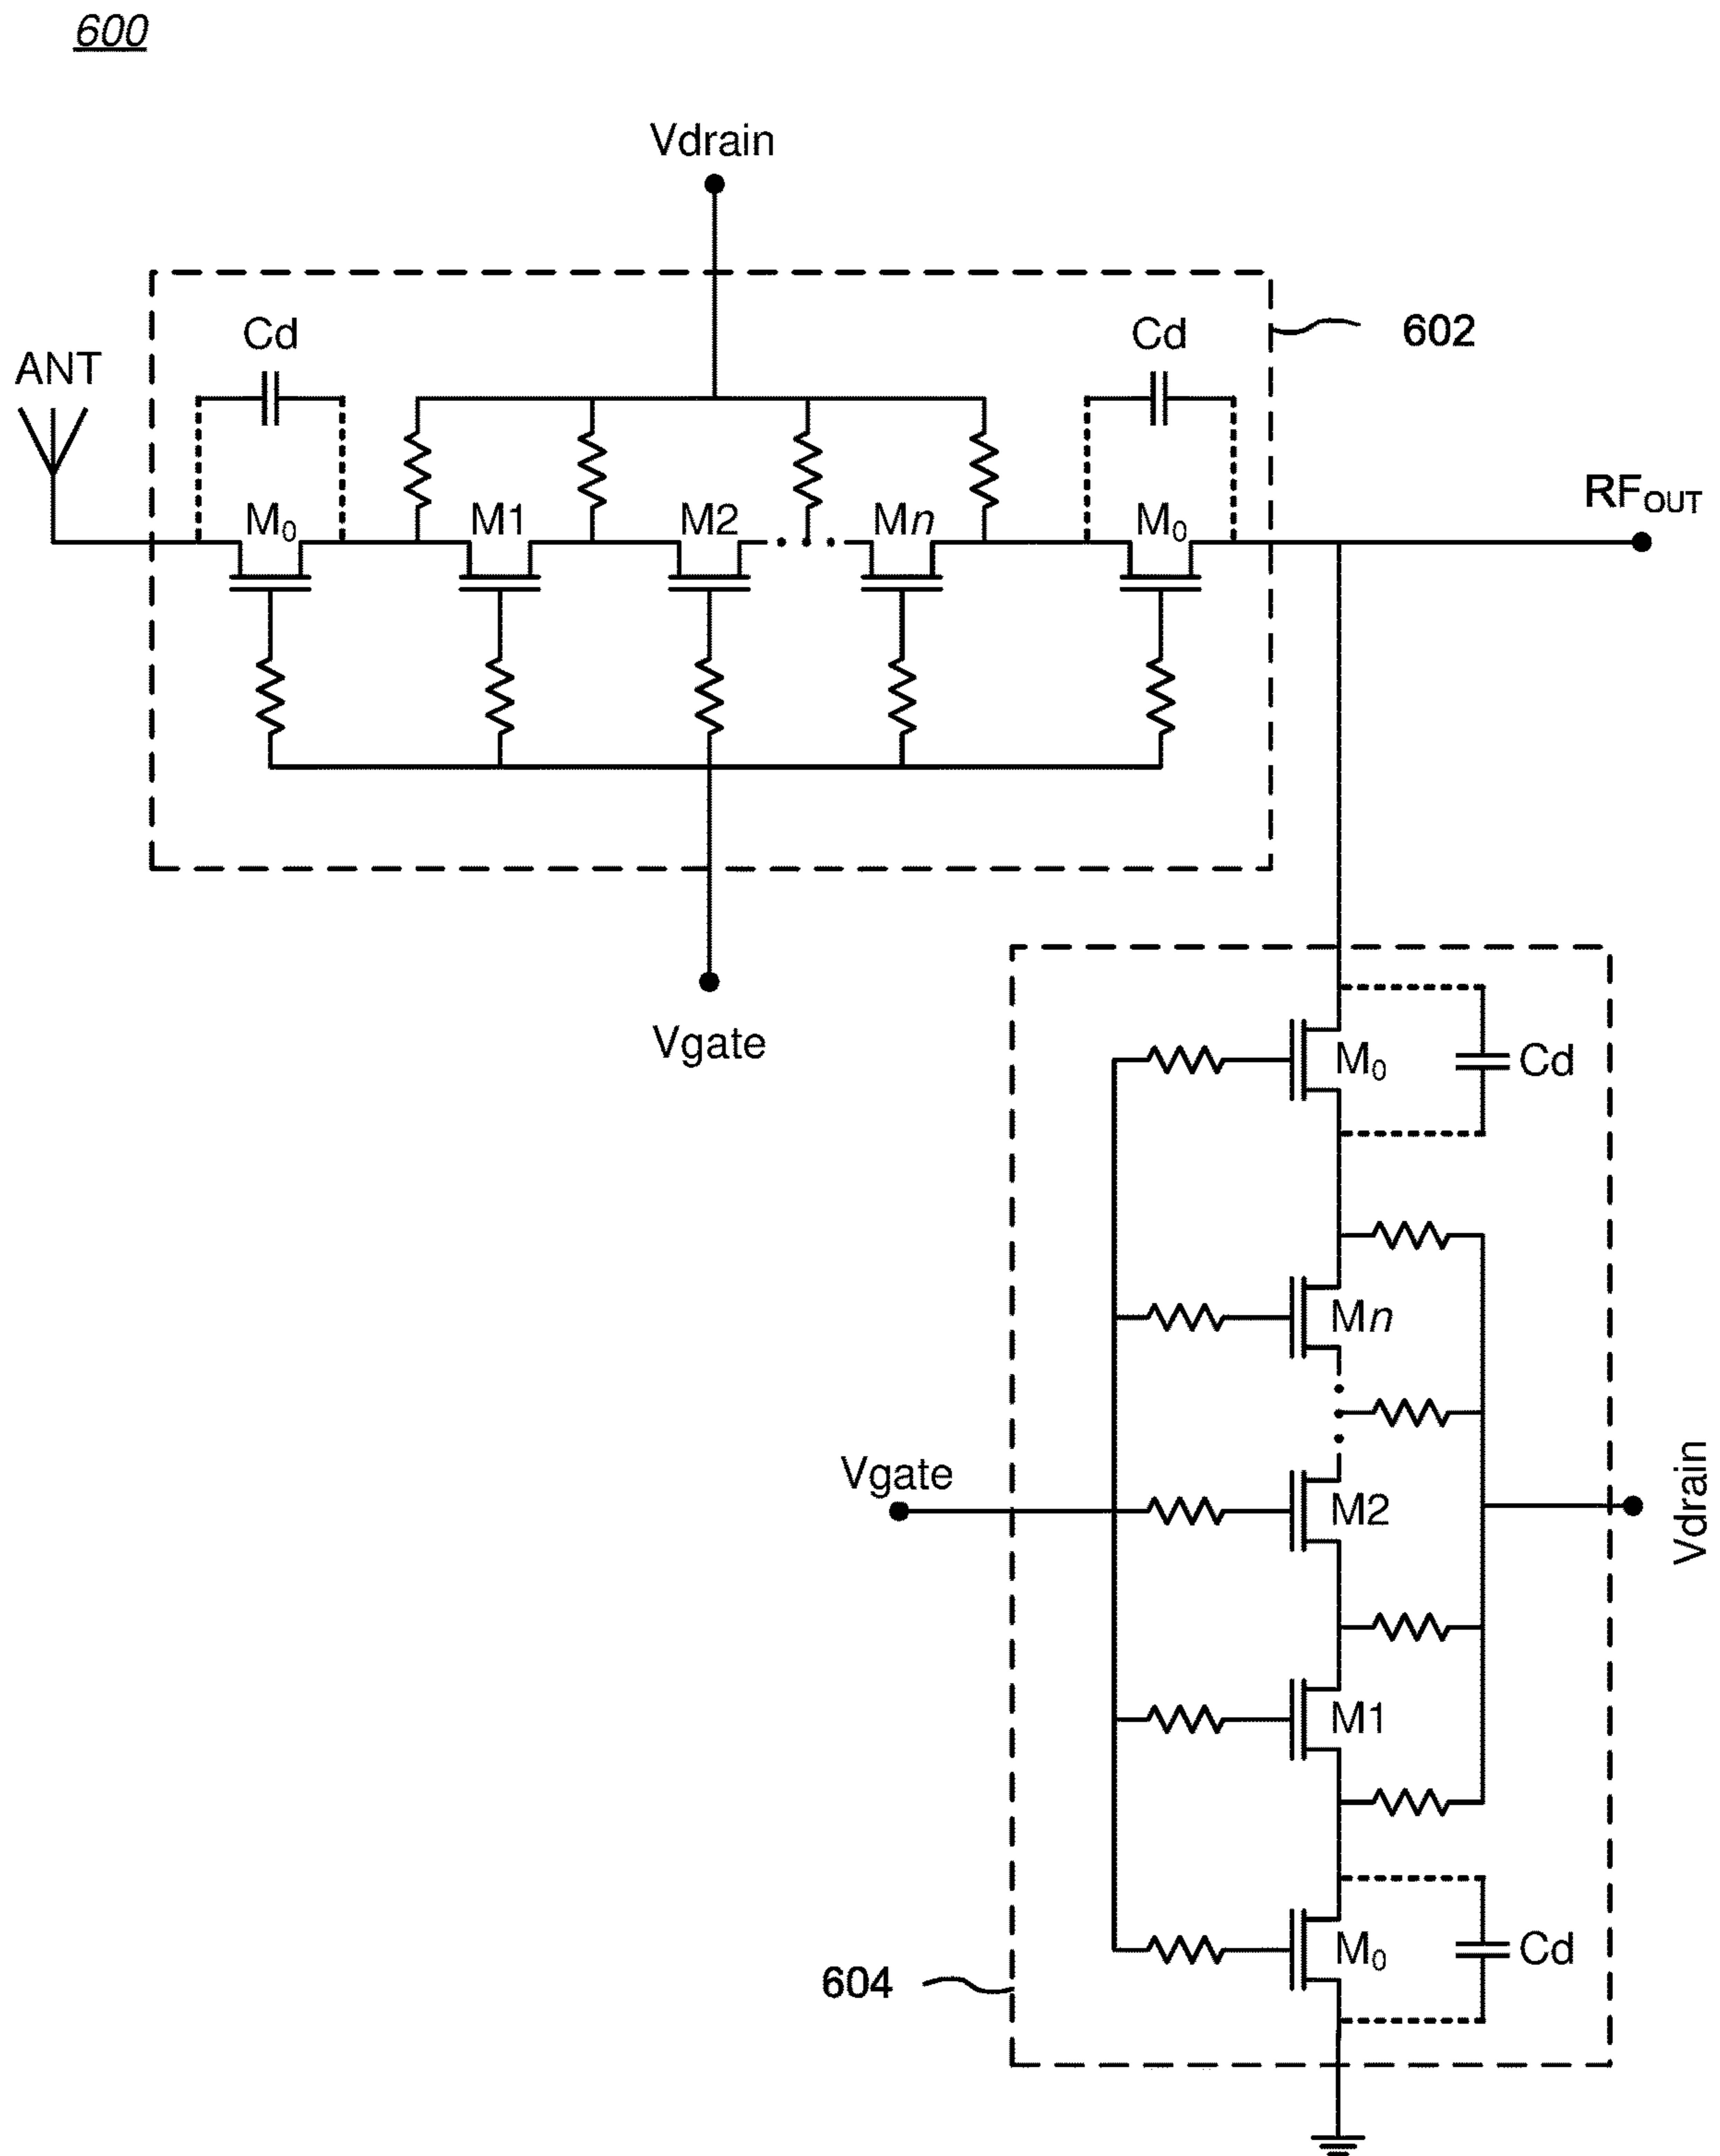 600
Vdrain
Cd
Cd
602
ANT
RFOUT
M0
M1
M2
Mn
M0
Vgate
M0
Cd
Mn
Vgate
M2
Vdrain
M1
M0
Cd
604